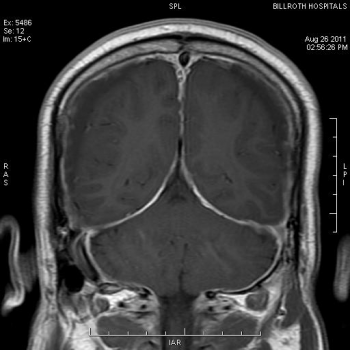 SPL
BILLROTH HOSPITALS
Ex: 5486
Se: 12
Im: 15+C
Aug 26 2011
02:56:26 PM
R
A
S
L
P
I
IAR